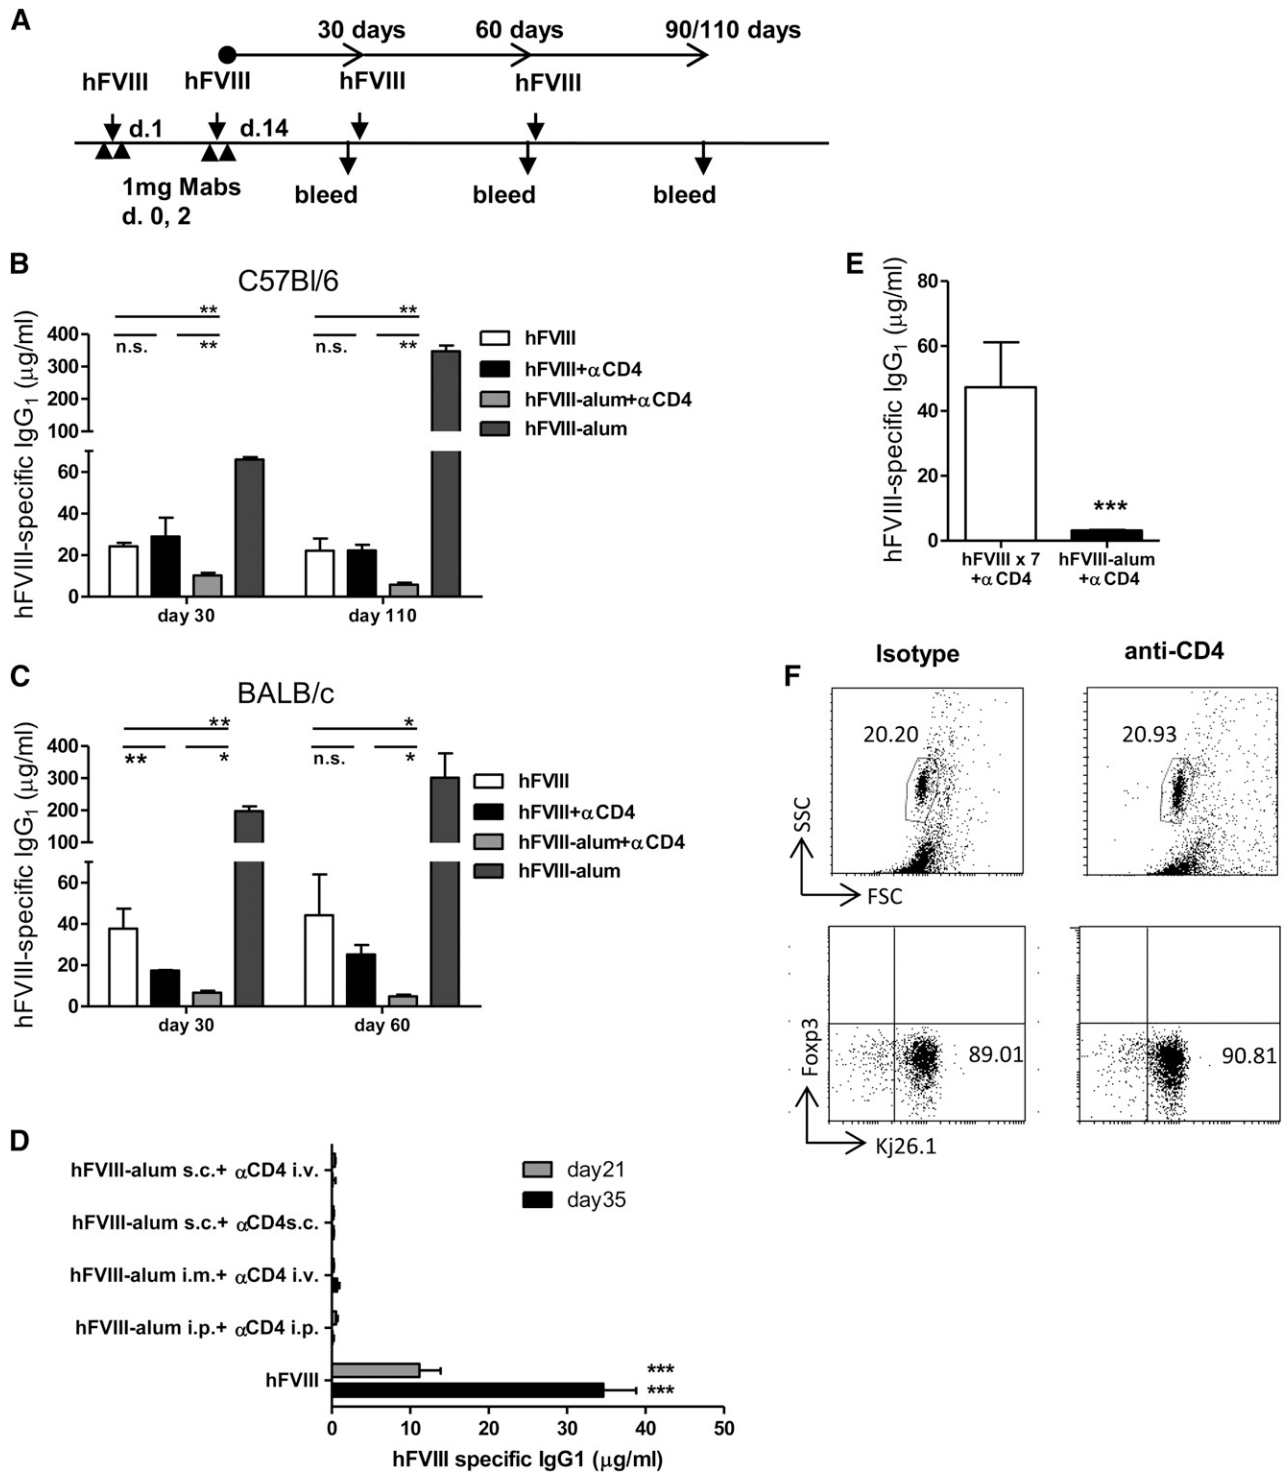 A
30 days
60 days
90/110 days
hFVIII
hFVIII
hFVIII
hFVIII
d.1
d.14
1mg Mabs
d. 0, 2
bleed
bleed
bleed
B
C57Bl/6
hFVIII-specific IgG1 (μg/ml)
**
**
n.s.
**
n.s.
**
400
300
200
100
60
40
20
0
day 30
day 110
hFVIII
hFVIII+αCD4
hFVIII-alum+αCD4
hFVIII-alum
C
BALB/c
hFVIII-specific IgG1 (μg/ml)
**
*
**
*
n.s.
*
400
300
200
100
60
40
20
0
day 30
day 60
hFVIII
hFVIII+αCD4
hFVIII-alum+αCD4
hFVIII-alum
D
hFVIII-alum s.c.+ αCD4 i.v.
hFVIII-alum s.c.+ αCD4s.c.
hFVIII-alum i.m.+ αCD4 i.v.
hFVIII-alum i.p.+ αCD4 i.p.
hFVIII
day21
day35
***
***
0
10
20
30
40
50
hFVIII specific IgG1 (μg/ml)
E
hFVIII-specific IgG1 (μg/ml)
80
60
40
20
0
***
hFVIII x 7
+α CD4
hFVIII-alum
+α CD4
F
Isotype
anti-CD4
20.20
20.93
SSC
FSC
89.01
90.81
Foxp3
Kj26.1